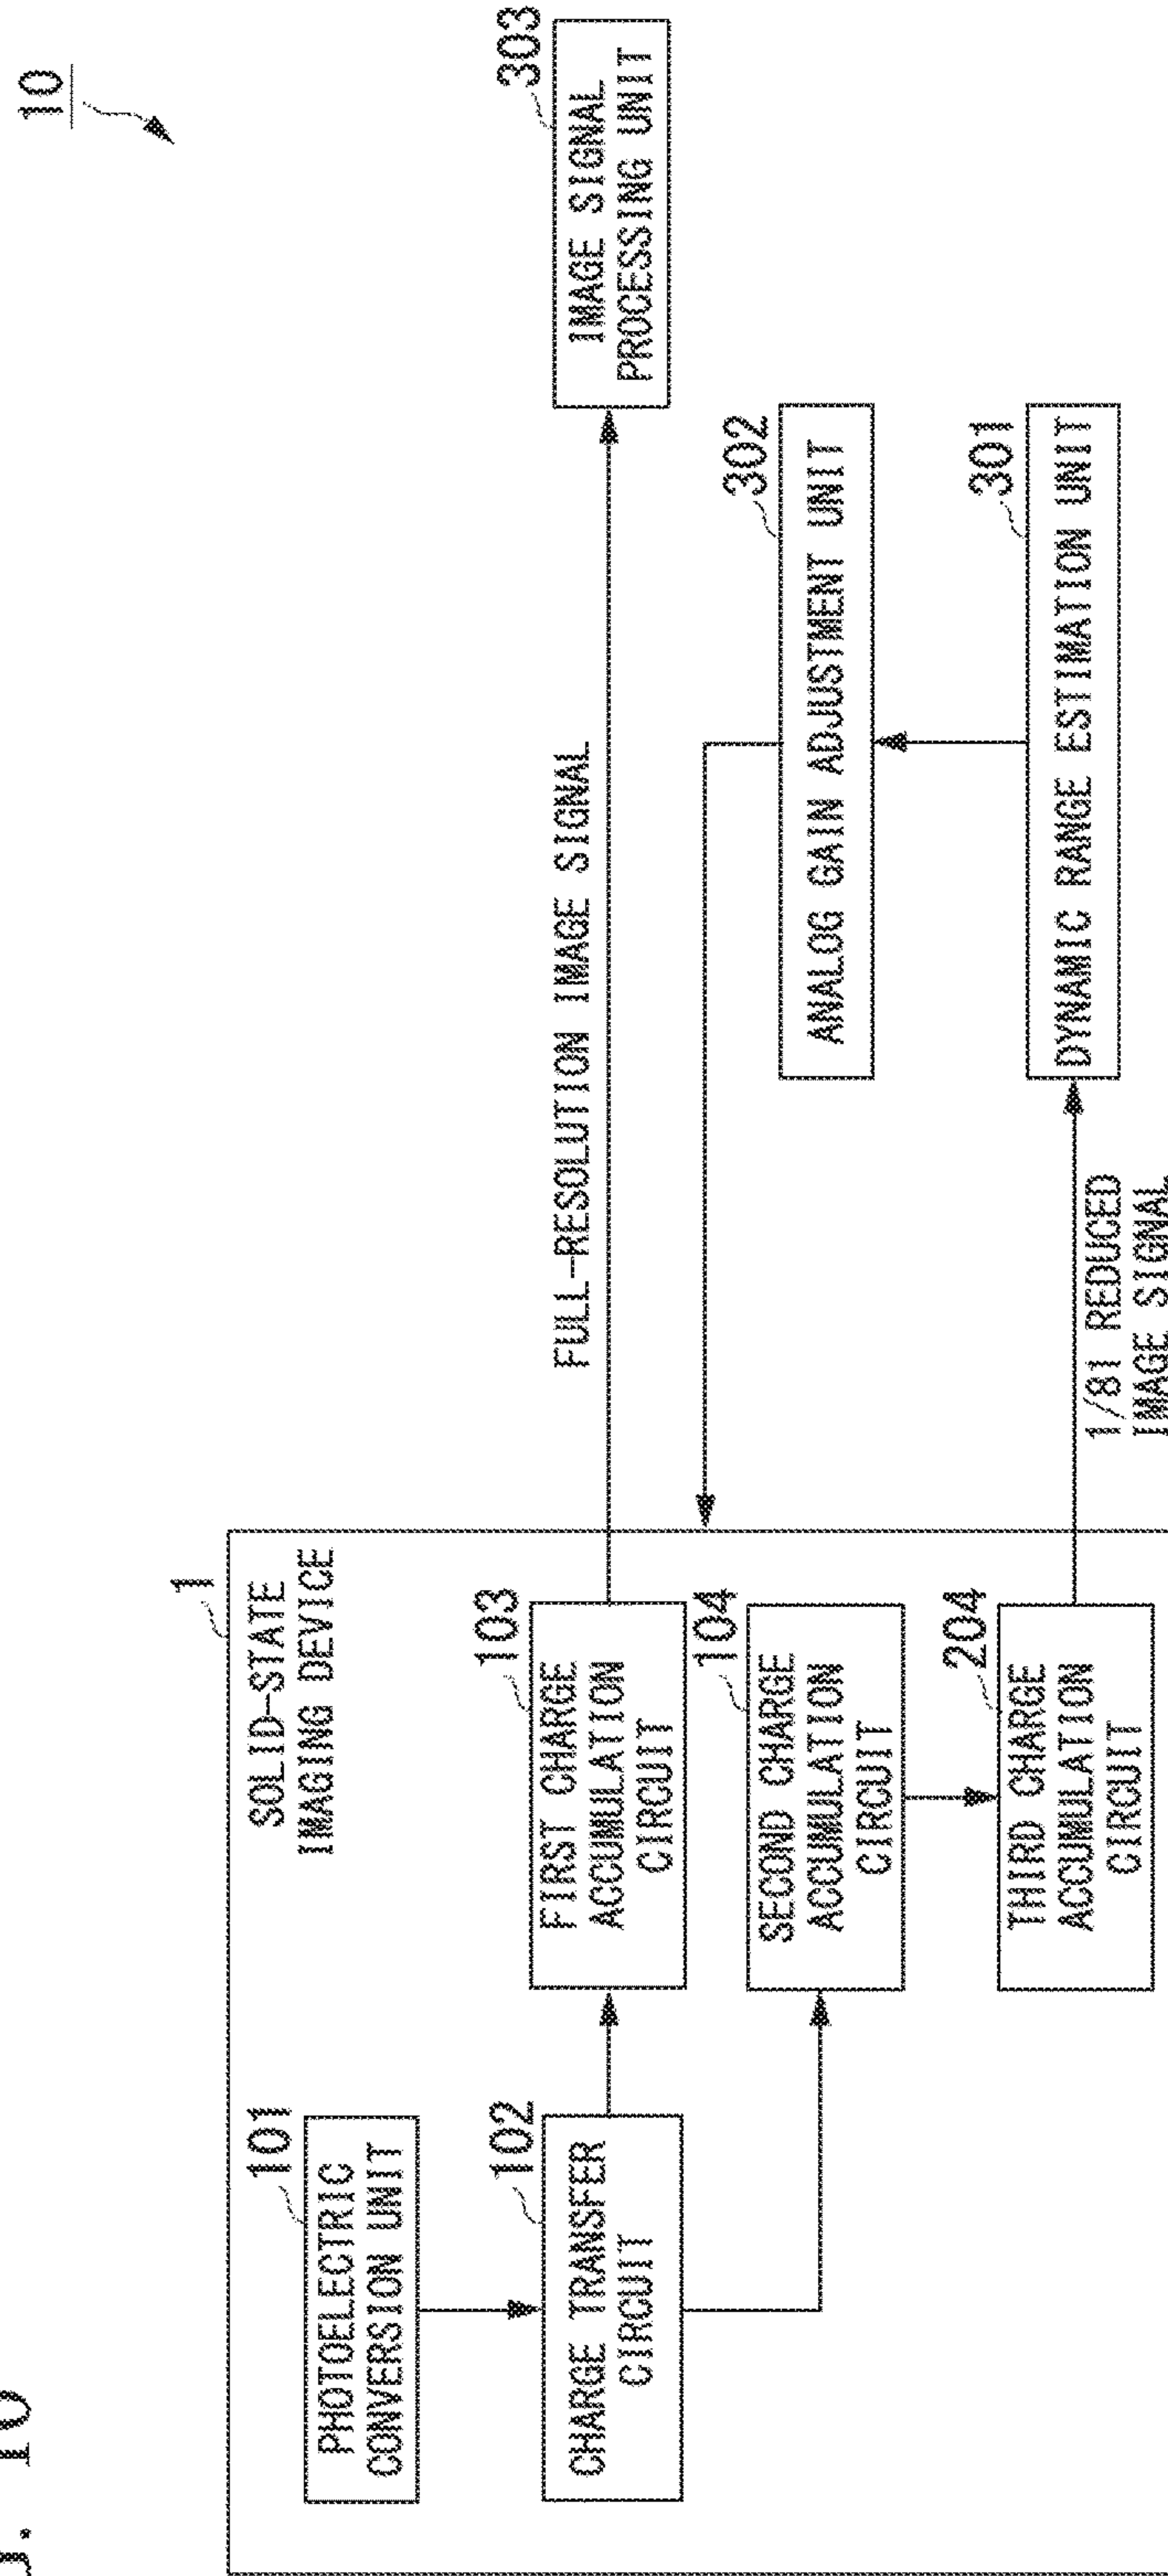 10
1
SOLID-STATE
IMAGING DEVICE
101
PHOTOELECTRIC
CONVERSION UNIT
102
CHARGE TRANSFER
CIRCUIT
103
FIRST CHARGE
ACCUMULATION
CIRCUIT
104
SECOND CHARGE
ACCUMULATION
CIRCUIT
204
THIRD CHARGE
ACCUMULATION
CIRCUIT
FULL-RESOLUTION IMAGE SIGNAL
303
IMAGE SIGNAL
PROCESSING UNIT
302
ANALOG GAIN ADJUSTMENT UNIT
301
DYNAMIC RANGE ESTIMATION UNIT
1/81 REDUCED
IMAGE SIGNAL